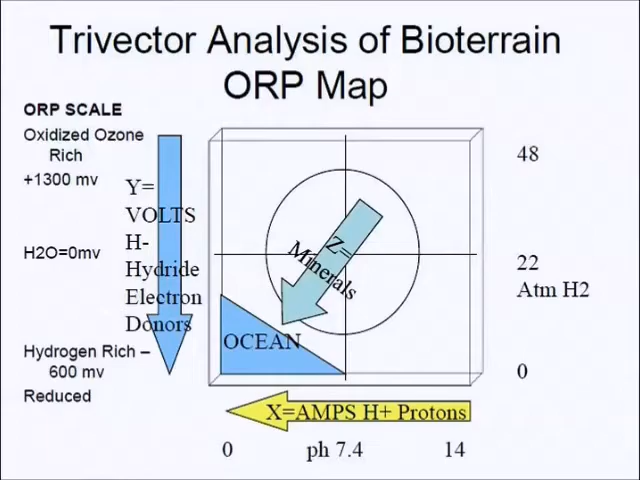 Trivector Analysis of Bioterrain
ORP Map
ORP SCALE
Oxidized Ozone
Rich
+1300 mv
H2O=0mv
Hydrogen Rich –
600 mv
Reduced
Y=
VOLTS
H-
Hydride
Electron
Donors
Z=
Minerals
OCEAN
48
22
Atm H2
0
X=AMPS H+ Protons
0 ph 7.4 14